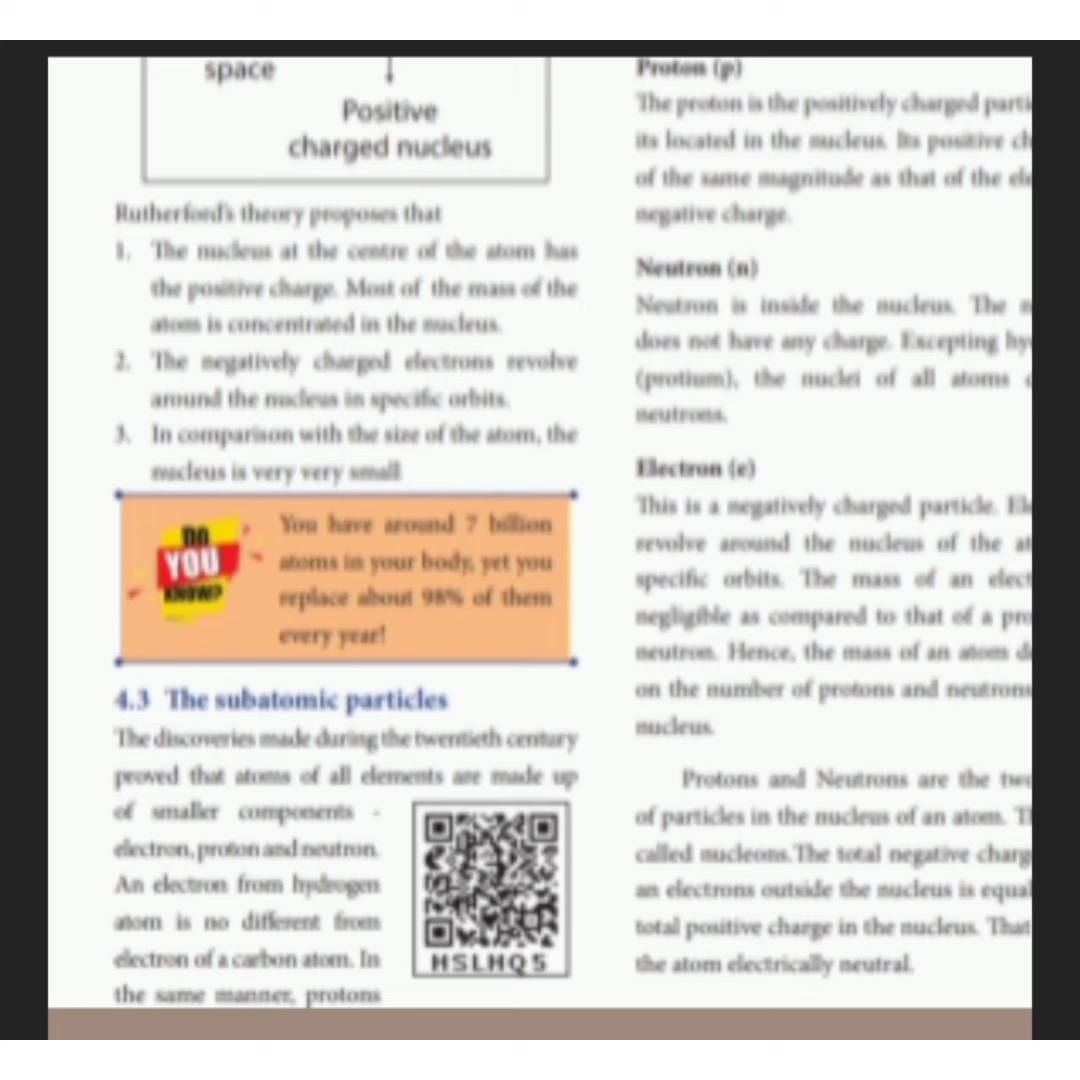 space
Positive
charged nucleus
Rutherford's theory proposes that
1. The nucleus at the centre of the atom has
the positive charge. Most of the mass of the
atom is concentrated in the nucleus.
2. The negatively charged electrons revolve
around the nucleus in specific orbits.
3. In comparison with the size of the atom, the
nucleus is very very small
DO
YOU
KNOW?
You have around 7 billion
atoms in your body, yet you
replace about 98% of them
every year!
4.3 The subatomic particles
The discoveries made during the twentieth century
proved that atoms of all elements are made up
of smaller components -
electron, proton and neutron.
An electron from hydrogen
atom is no different from
electron of a carbon atom. In
the same manner, protons
HSLHQ5
Proton (p)
The proton is the positively charged parti
its located in the nucleus. Its positive ch
of the same magnitude as that of the ele
negative charge.
Neutron (n)
Neutron is inside the nucleus. The n
does not have any charge. Excepting hy
(protium), the nuclei of all atoms c
neutrons.
Electron (e)
This is a negatively charged particle. Ele
revolve around the nucleus of the at
specific orbits. The mass of an elect
negligible as compared to that of a pro
neutron. Hence, the mass of an atom d
on the number of protons and neutrons
nucleus.
Protons and Neutrons are the two
of particles in the nucleus of an atom. Th
called nucleons.The total negative charg
an electrons outside the nucleus is equal
total positive charge in the nucleus. That
the atom electrically neutral.